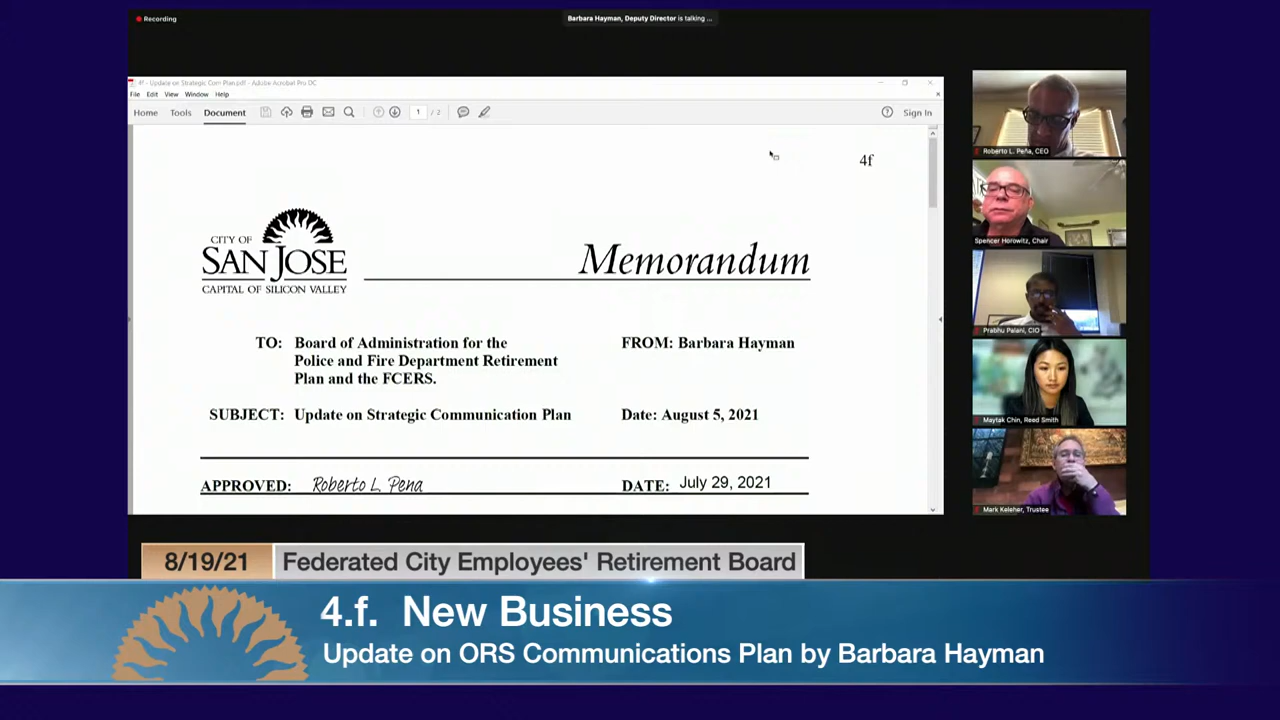 Recording
Barbara Hayman, Deputy Director is talking ...
4f - Update on Strategic Com Plan.pdf - Adobe Acrobat Pro DC
File Edit View Window Help
Home Tools Document 1 / 2 Sign In
4f
CITY OF
SAN JOSE
CAPITAL OF SILICON VALLEY
Memorandum
TO: Board of Administration for the
Police and Fire Department Retirement
Plan and the FCERS.
FROM: Barbara Hayman
SUBJECT: Update on Strategic Communication Plan
Date: August 5, 2021
APPROVED: Roberto L. Pena
DATE: July 29, 2021
Roberto L. Peña, CEO
Spencer Horowitz, Chair
Prabhu Palani, CIO
Maytak Chin, Reed Smith
Mark Keleher, Trustee
8/19/21 Federated City Employees' Retirement Board
4.f. New Business
Update on ORS Communications Plan by Barbara Hayman